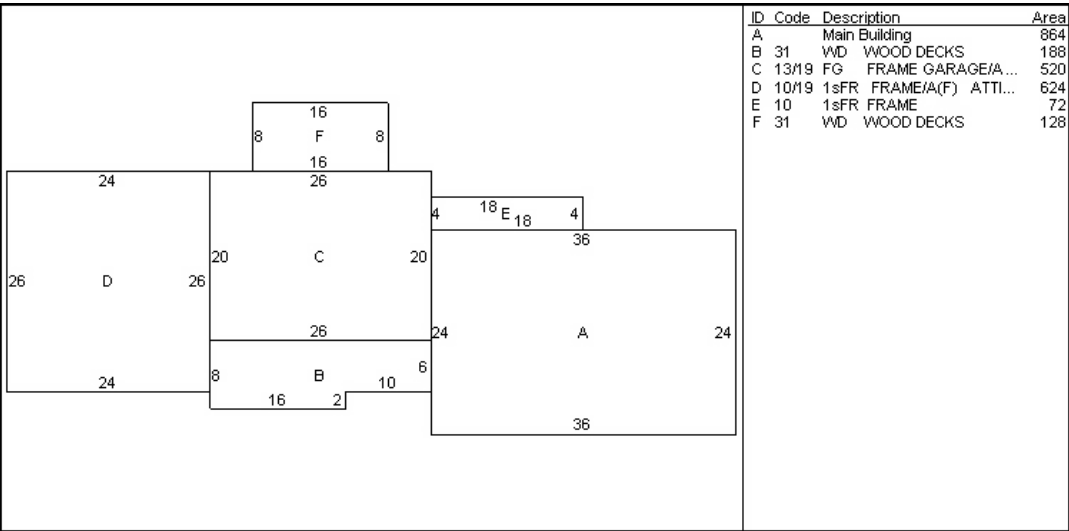 ID Code Description Area
A Main Building 864
B 31 WD WOOD DECKS 188
C 13/19 FG FRAME GARAGE/A... 520
D 10/19 1sFR FRAME/A(F) ATTI... 624
E 10 1sFR FRAME 72
F 31 WD WOOD DECKS 128
16
8 F 8
16
24 26
4 18 E 18 4
36
20 C 20
26 D 26
26
24 A 24
8 B 6
24 10
16 2
36